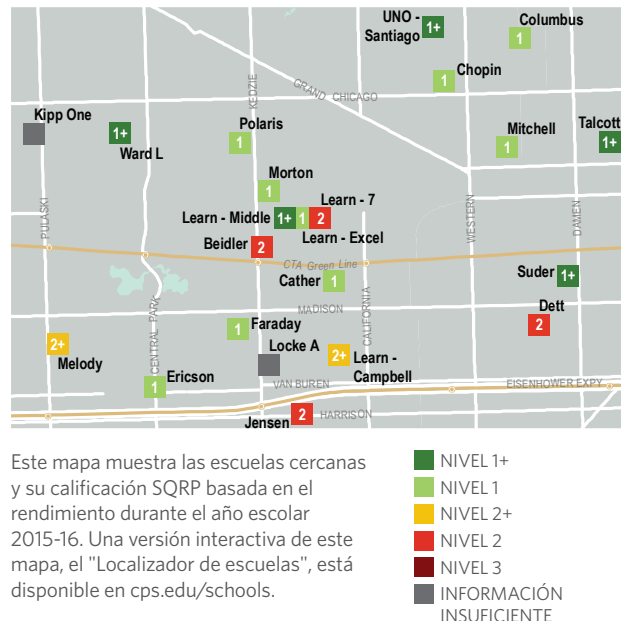 UNO -
Santiago
1+
Columbus
1
Chopin
1
GRAND
CHICAGO
KEDZIE
Kipp One
1+
Ward L
Polaris
1
Mitchell
1
Talcott
1+
Morton
1
Learn - 7
Learn - Middle
1+
1
2
Learn - Excel
Beidler
2
PULASKI
WESTERN
DAMEN
CTA Green Line
Cather
1
Suder
1+
CENTRAL PARK
MADISON
CALIFORNIA
Dett
2
Faraday
1
Locke A
2+
Melody
2+
Learn -
Campbell
Ericson
1
VAN BUREN
EISENHOWER EXPY
Jensen
2
HARRISON
Este mapa muestra las escuelas cercanas
y su calificación SQRP basada en el
rendimiento durante el año escolar
2015-16. Una versión interactiva de este
mapa, el "Localizador de escuelas", está
disponible en cps.edu/schools.
NIVEL 1+
NIVEL 1
NIVEL 2+
NIVEL 2
NIVEL 3
INFORMACIÓN
INSUFICIENTE